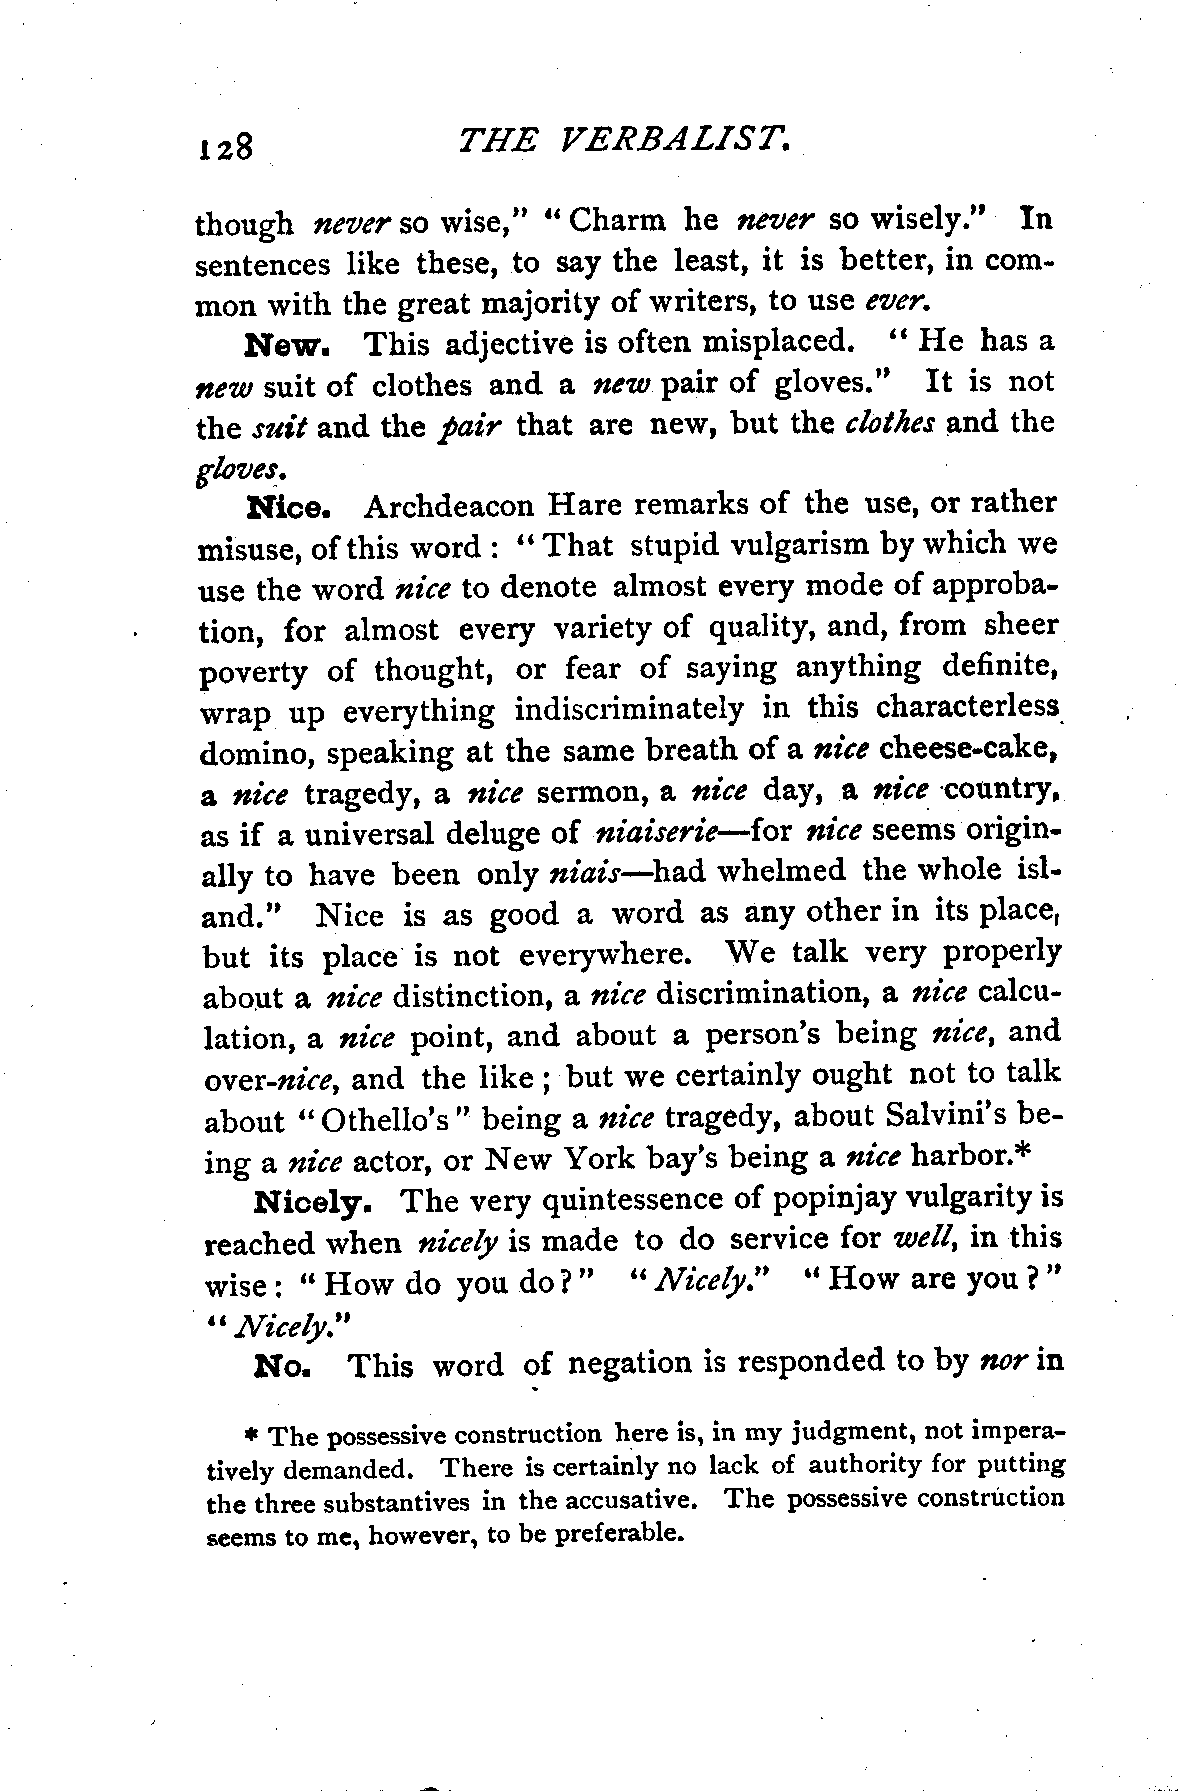 128 THE VERBALIST.
though never so wise," "Charm he never so wisely." In
sentences like these, to say the least, it is better, in com-
mon with the great majority of writers, to use ever.
New. This adjective is often misplaced. "He has a
new suit of clothes and a new pair of gloves." It is not
the suit and the pair that are new, but the clothes and the
gloves.
Nice. Archdeacon Hare remarks of the use, or rather
misuse, of this word: "That stupid vulgarism by which we
use the word nice to denote almost every mode of approba-
tion, for almost every variety of quality, and, from sheer
poverty of thought, or fear of saying anything definite,
wrap up everything indiscriminately in this characterless
domino, speaking at the same breath of a nice cheese-cake,
a nice tragedy, a nice sermon, a nice day, a nice country,
as if a universal deluge of niaiserie—for nice seems origin-
ally to have been only niais—had whelmed the whole isl-
and." Nice is as good a word as any other in its place,
but its place is not everywhere. We talk very properly
about a nice distinction, a nice discrimination, a nice calcu-
lation, a nice point, and about a person's being nice, and
over-nice, and the like; but we certainly ought not to talk
about "Othello's" being a nice tragedy, about Salvini's be-
ing a nice actor, or New York bay's being a nice harbor.*
Nicely. The very quintessence of popinjay vulgarity is
reached when nicely is made to do service for well, in this
wise: "How do you do?" "Nicely." "How are you?"
"Nicely."
No. This word of negation is responded to by nor in
* The possessive construction here is, in my judgment, not impera-
tively demanded. There is certainly no lack of authority for putting
the three substantives in the accusative. The possessive construction
seems to me, however, to be preferable.